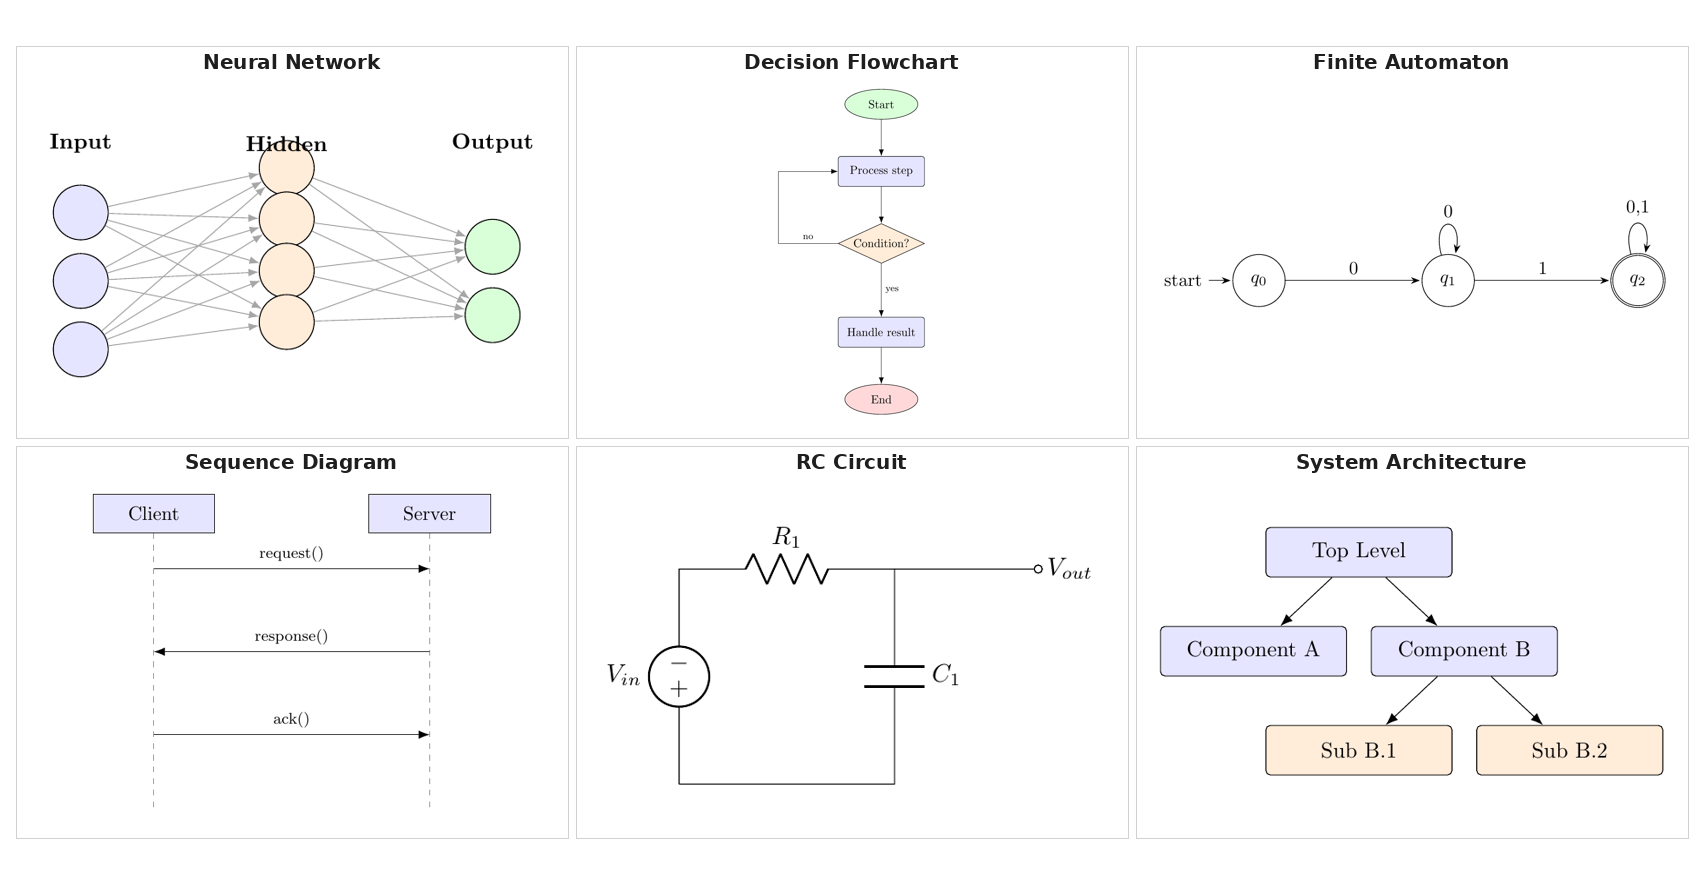 Neural Network
Input
Hidden
Output
Decision Flowchart
Start
Process step
Condition?
no
yes
Handle result
End
Finite Automaton
start
q0
0
0
q1
1
0,1
q2
Sequence Diagram
Client
Server
request()
response()
ack()
RC Circuit
R1
Vout
Vin
−
+
C1
System Architecture
Top Level
Component A
Component B
Sub B.1
Sub B.2